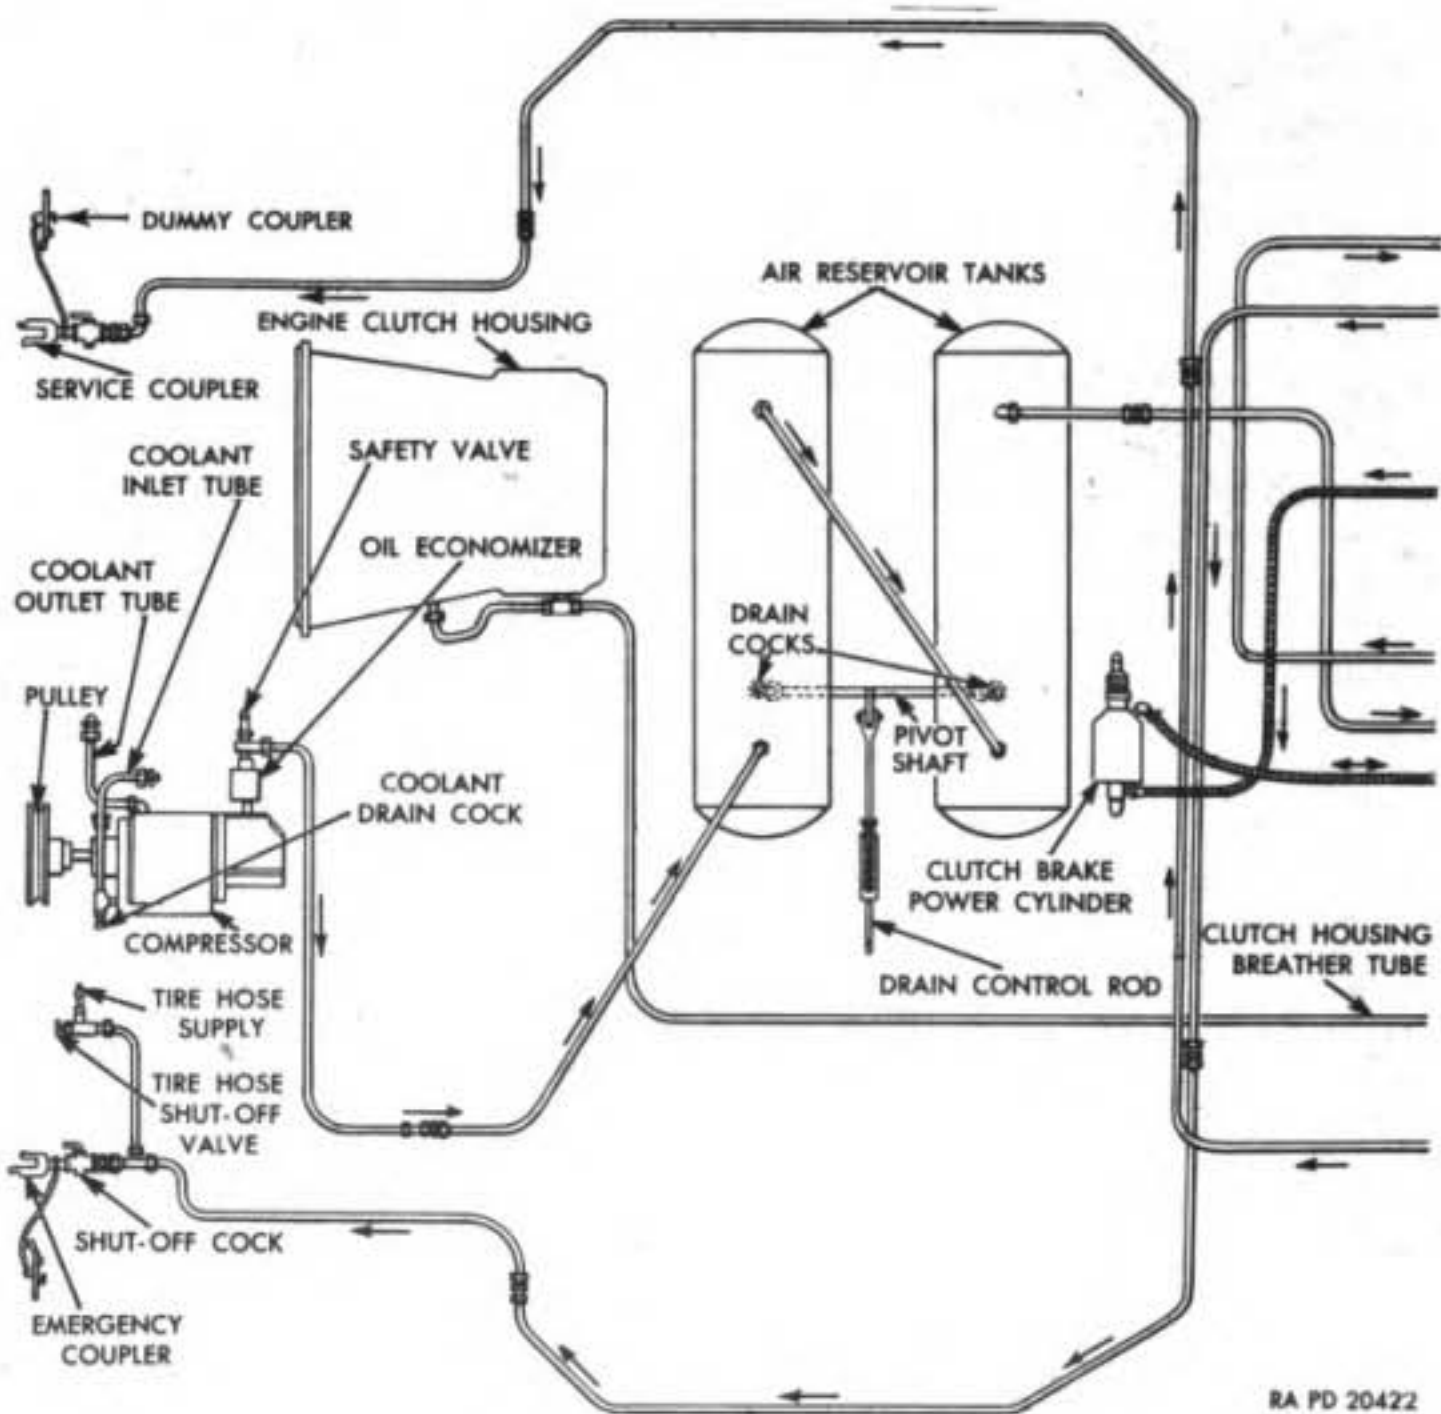 DUMMY COUPLER
AIR RESERVOIR TANKS
ENGINE CLUTCH HOUSING
SERVICE COUPLER
COOLANT
INLET TUBE
SAFETY VALVE
OIL ECONOMIZER
COOLANT
OUTLET TUBE
DRAIN
COCKS
PULLEY
PIVOT
SHAFT
COOLANT
DRAIN COCK
CLUTCH BRAKE
POWER CYLINDER
COMPRESSOR
CLUTCH HOUSING
BREATHER TUBE
DRAIN CONTROL ROD
TIRE HOSE
SUPPLY
TIRE HOSE
SHUT-OFF
VALVE
SHUT-OFF COCK
EMERGENCY
COUPLER
RA PD 20422